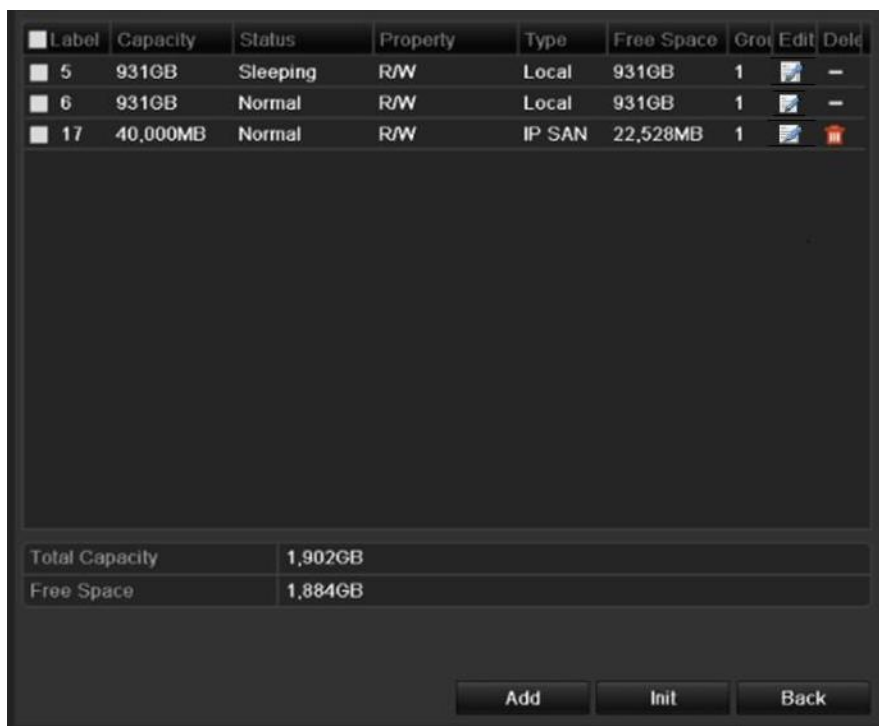 Label Capacity Status Property Type Free Space Grou Edit Dele
5 931GB Sleeping R/W Local 931GB 1 –
6 931GB Normal R/W Local 931GB 1 –
17 40,000MB Normal R/W IP SAN 22,528MB 1
Total Capacity 1,902GB
Free Space 1,884GB
Add Init Back